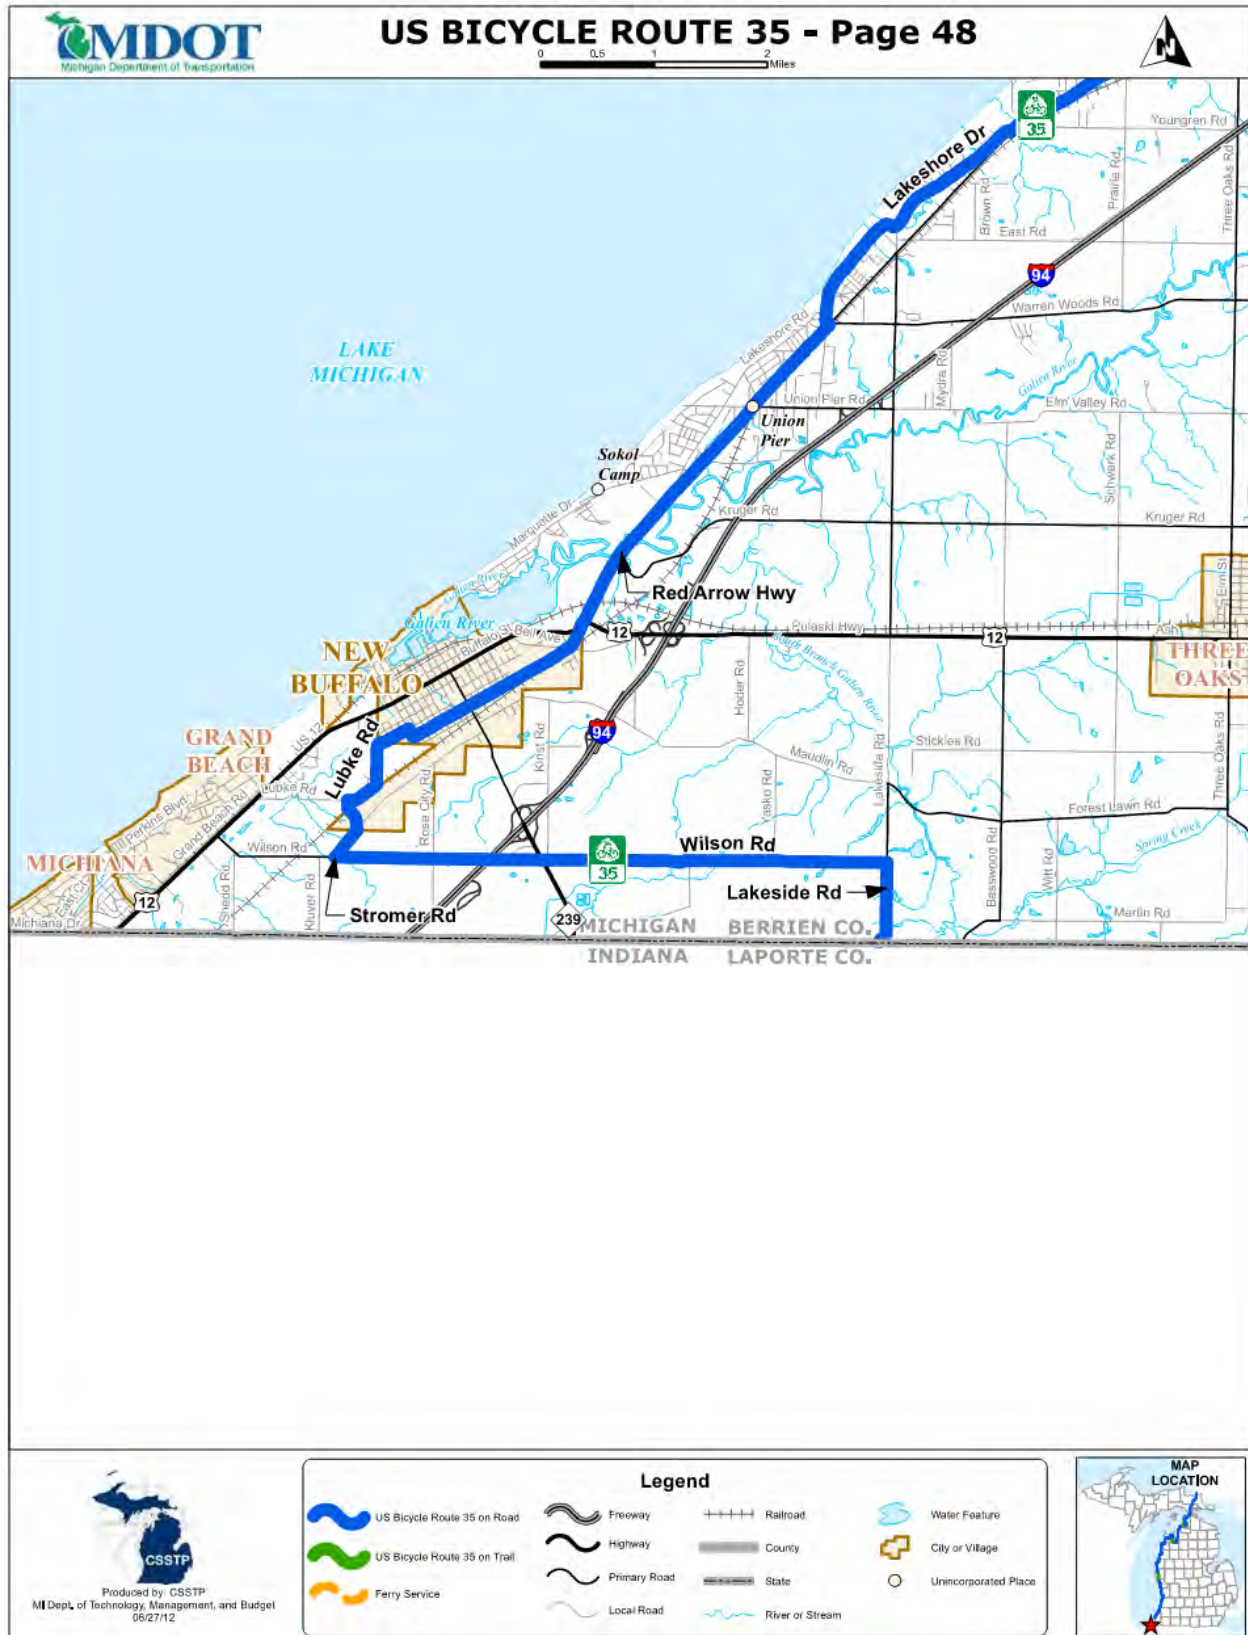 MDOT
Michigan Department of Transportation
US BICYCLE ROUTE 35 - Page 48
0 0.5 1 2
Miles
N
35
Youngren Rd
Lakeshore Dr
Brown Rd
Prairie Rd
Three Oaks Rd
East Rd
94
Warren Woods Rd
Lakeshore Rd
LAKE
MICHIGAN
Galien River
Mydra Rd
Union Pier Rd
Elm Valley Rd
Union
Pier
Sokol
Camp
Schwark Rd
Marquette Dr
Kruger Rd
Kruger Rd
Elm St
Galien River
Red Arrow Hwy
Galien River
Buffalo St
Bell Ave
12
Pulaski Hwy
12
Ash
NEW
BUFFALO
South Branch Galien River
THREE
OAKS
Hoder Rd
US 12
94
GRAND
BEACH
Lubke Rd
Kinst Rd
Lakeside Rd
Stickles Rd
Maudlin Rd
Three Oaks Rd
Lubke Rd
Perkins Blvd
Grand Beach Rd
Rose City Rd
Yasko Rd
Forest Lawn Rd
Spring Creek
Wilson Rd
Wilson Rd
MICHIANA
35
Basswood Rd
Witt Rd
Shedd Rd
Kluver Rd
Lakeside Rd
12
Michiana Dr
Stromer Rd
239
Martin Rd
MICHIGAN BERRIEN CO.
INDIANA LAPORTE CO.
CSSTP
Produced by: CSSTP
MI Dept. of Technology, Management, and Budget
06/27/12
Legend
US Bicycle Route 35 on Road
US Bicycle Route 35 on Trail
Ferry Service
Freeway
Highway
Primary Road
Local Road
Railroad
County
State
River or Stream
Water Feature
City or Village
Unincorporated Place
MAP
LOCATION